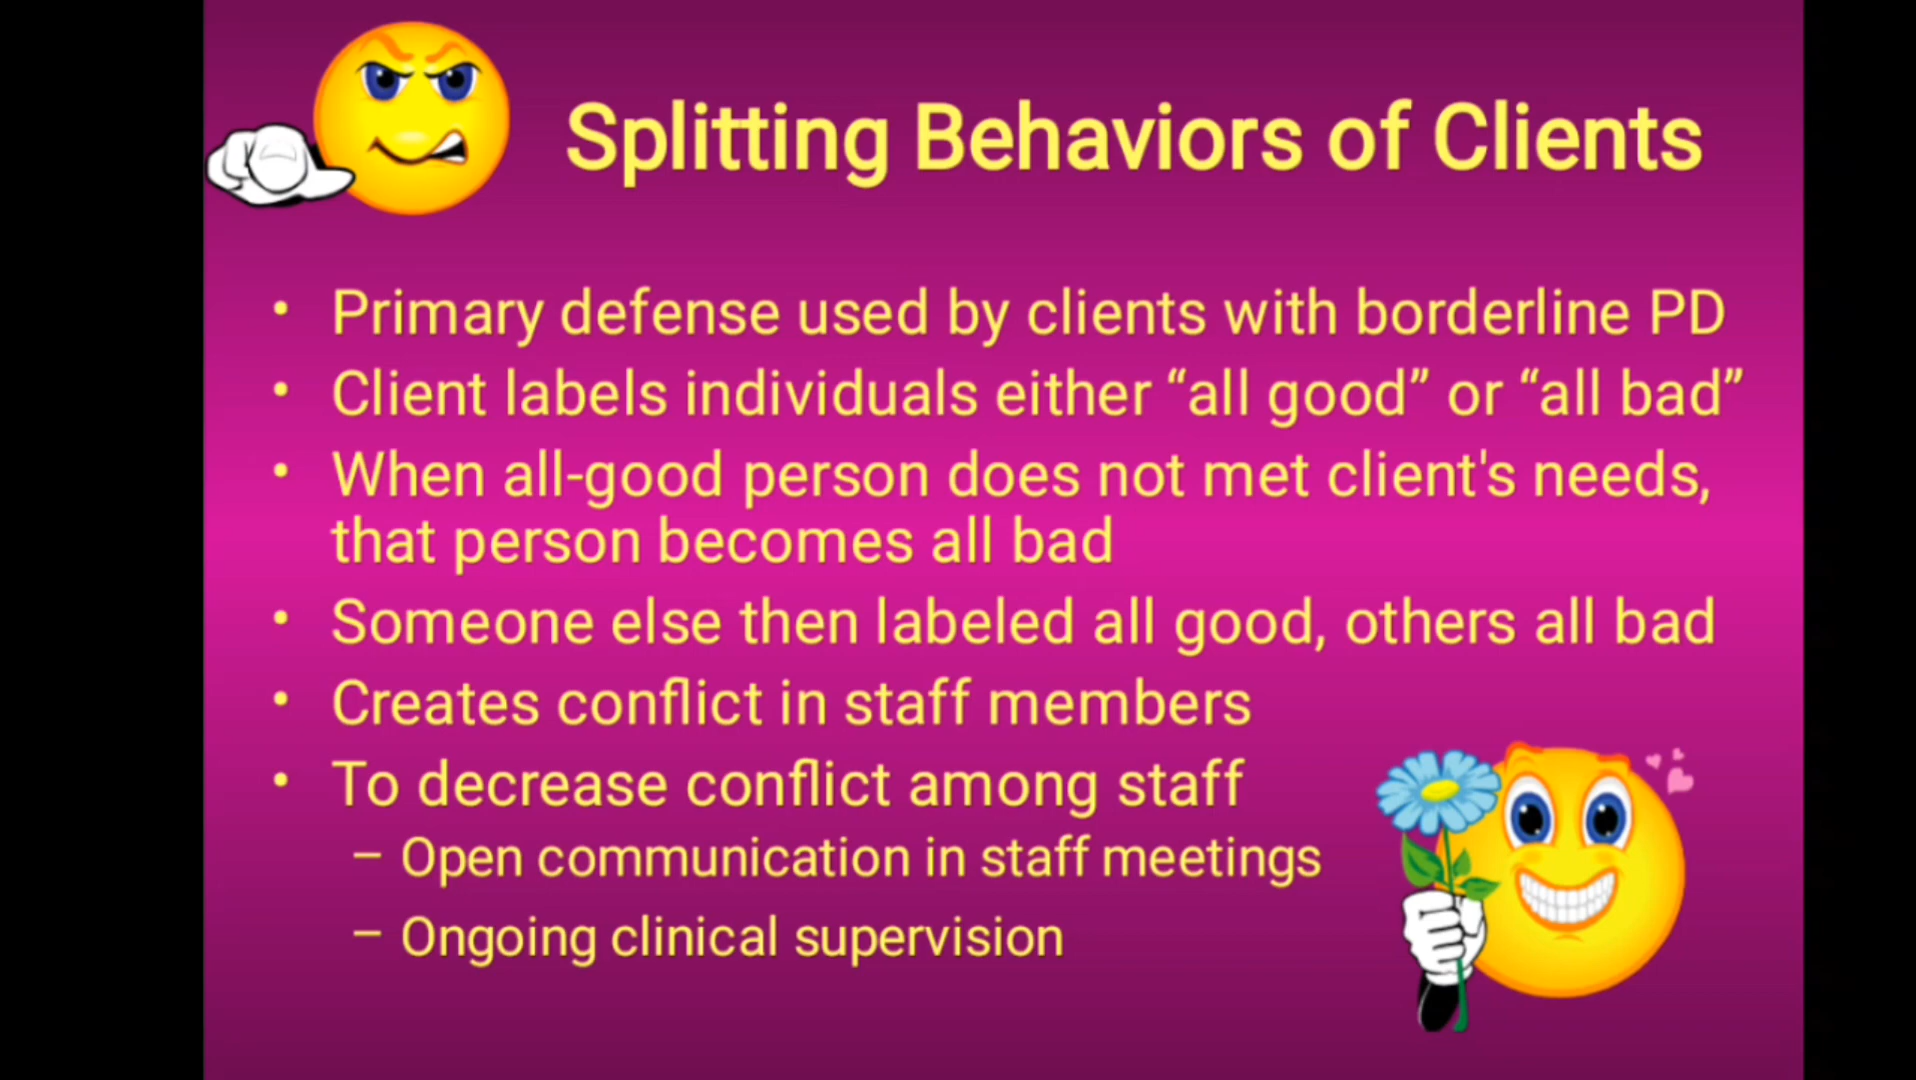 Splitting Behaviors of Clients
• Primary defense used by clients with borderline PD
• Client labels individuals either “all good” or “all bad”
• When all-good person does not met client's needs,
that person becomes all bad
• Someone else then labeled all good, others all bad
• Creates conflict in staff members
• To decrease conflict among staff
– Open communication in staff meetings
– Ongoing clinical supervision